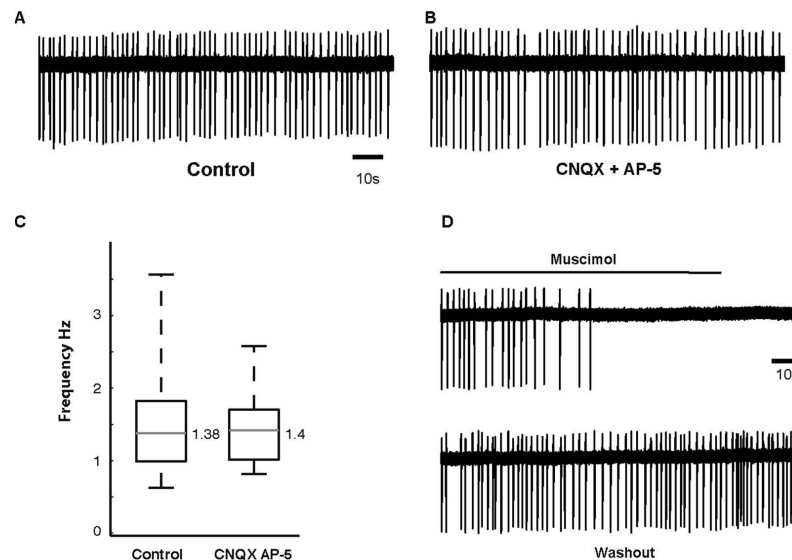 A
B
Control
10s
CNQX + AP-5
C
D
Frequency Hz
3
2
1
0
1.38
1.4
Control
CNQX AP-5
Muscimol
10
Washout